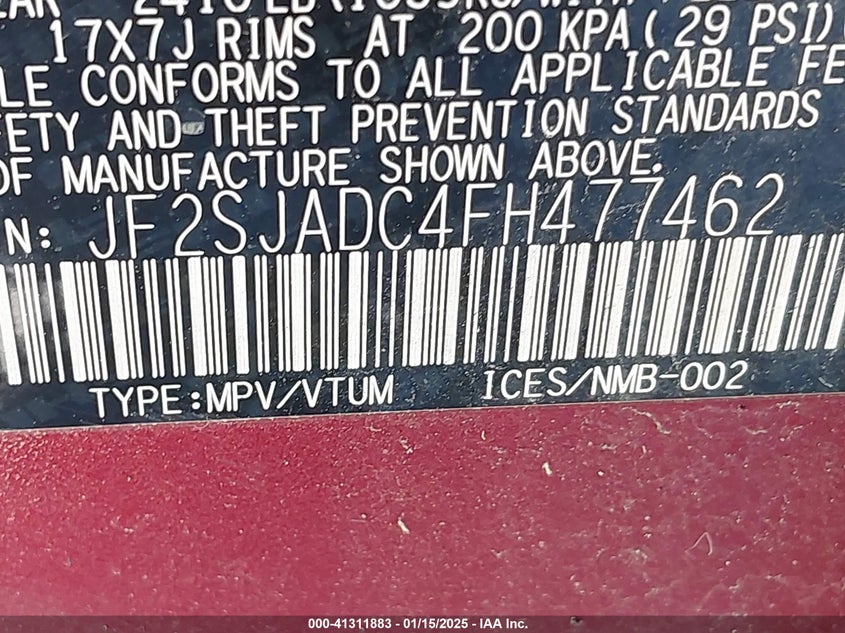 17X7J RIMS AT 200 KPA( 29 PSI)
LE CONFORMS TO ALL APPLICABLE FE
FETY AND THEFT PREVENTION STANDARDS
OF MANUFACTURE SHOWN ABOVE.
N: JF2SJADC4FH477462
TYPE:MPV/VTUM ICES/NMB-002
000-41311883 - 01/15/2025 - IAA Inc.